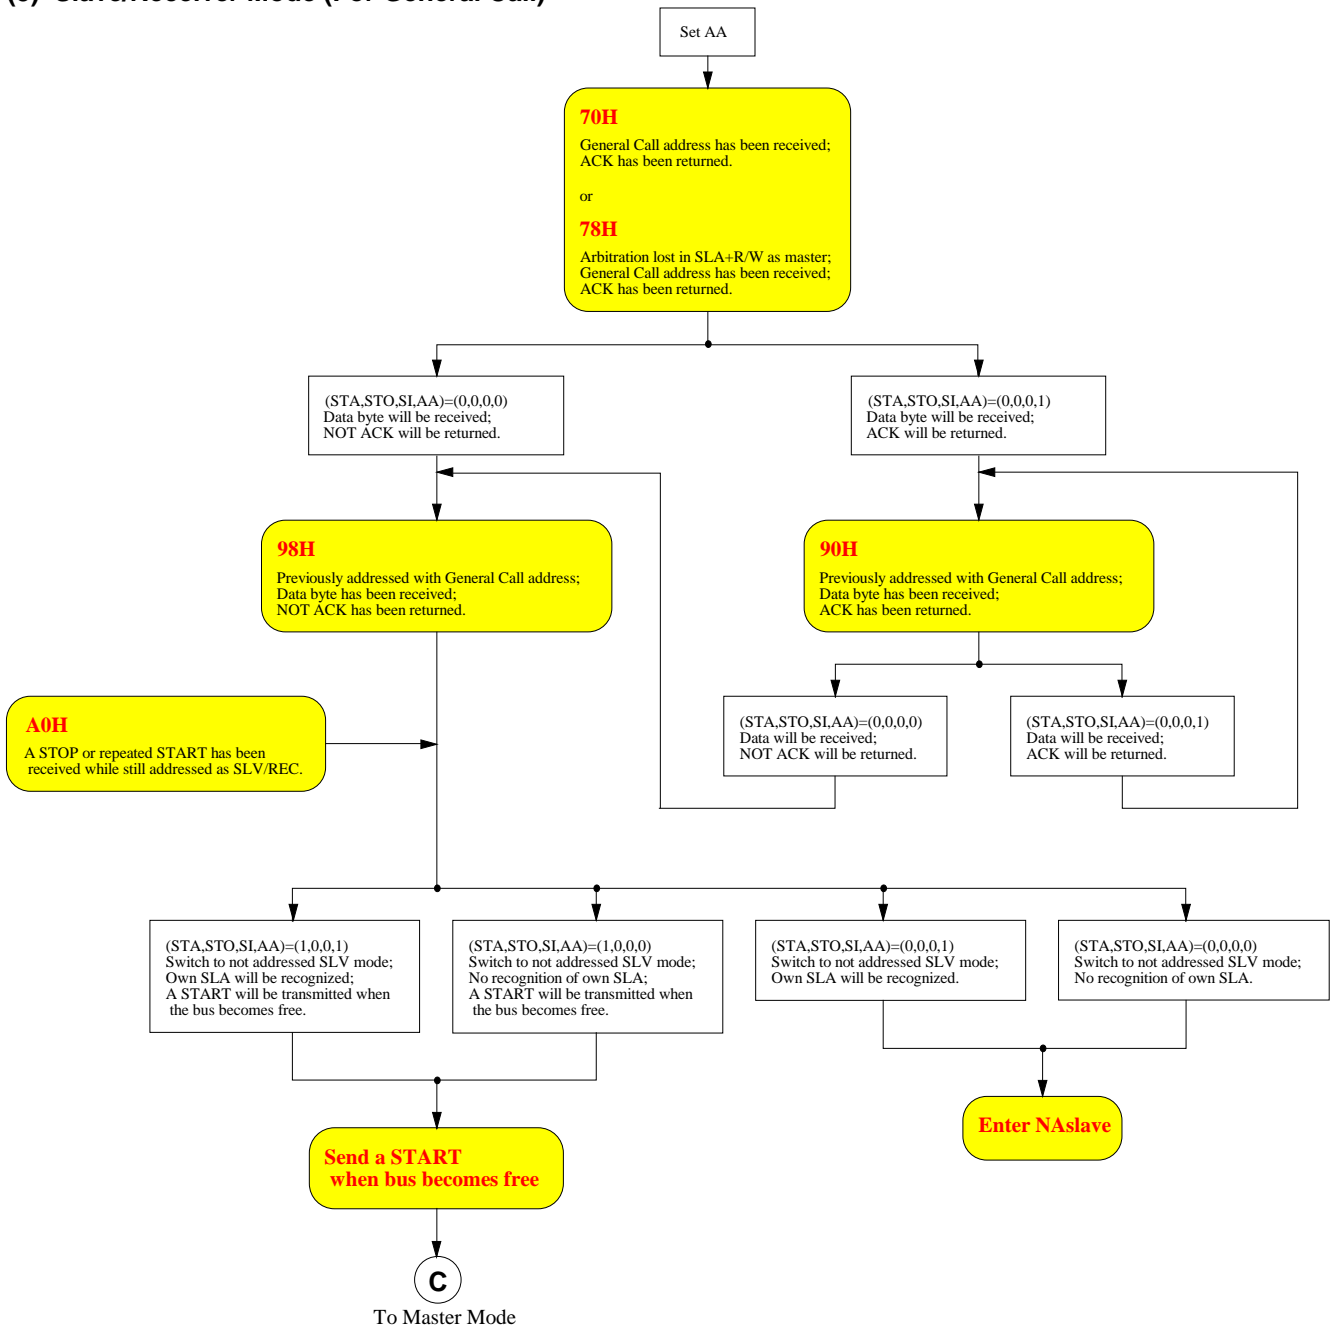 Slave/Receiver Mode (For General Call)
Set AA
70H
General Call address has been received;
ACK has been returned.
or
78H
Arbitration lost in SLA+R/W as master;
General Call address has been received;
ACK has been returned.
(STA,STO,SI,AA)=(0,0,0,0)
Data byte will be received;
NOT ACK will be returned.
(STA,STO,SI,AA)=(0,0,0,1)
Data byte will be received;
ACK will be returned.
98H
Previously addressed with General Call address;
Data byte has been received;
NOT ACK has been returned.
90H
Previously addressed with General Call address;
Data byte has been received;
ACK has been returned.
A0H
A STOP or repeated START has been
received while still addressed as SLV/REC.
(STA,STO,SI,AA)=(0,0,0,0)
Data will be received;
NOT ACK will be returned.
(STA,STO,SI,AA)=(0,0,0,1)
Data will be received;
ACK will be returned.
(STA,STO,SI,AA)=(1,0,0,1)
Switch to not addressed SLV mode;
Own SLA will be recognized;
A START will be transmitted when
the bus becomes free.
(STA,STO,SI,AA)=(1,0,0,0)
Switch to not addressed SLV mode;
No recognition of own SLA;
A START will be transmitted when
the bus becomes free.
(STA,STO,SI,AA)=(0,0,0,1)
Switch to not addressed SLV mode;
Own SLA will be recognized.
(STA,STO,SI,AA)=(0,0,0,0)
Switch to not addressed SLV mode;
No recognition of own SLA.
Send a START
when bus becomes free
Enter NAslave
C
To Master Mode